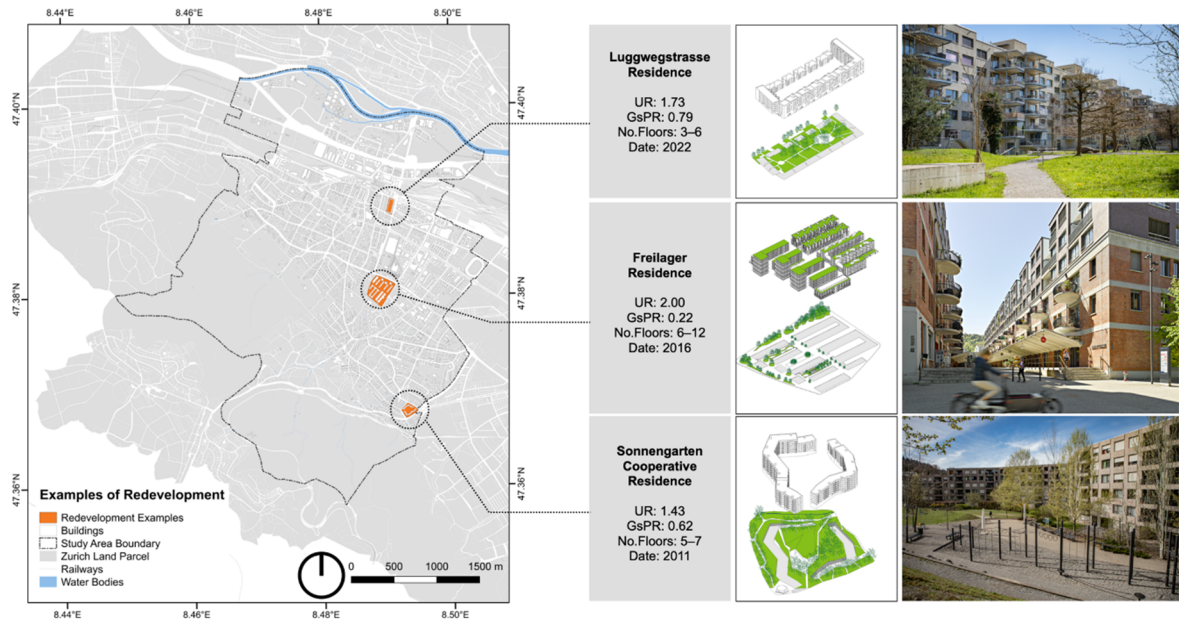 8.44°E
8.46°E
8.48°E
8.50°E
47.40°N
47.40°N
47.38°N
47.38°N
47.36°N
47.36°N
Examples of Redevelopment
Redevelopment Examples
Buildings
Study Area Boundary
Zurich Land Parcel
Railways
Water Bodies
0 500 1000 1500 m
8.44°E
8.46°E
8.48°E
8.50°E
Luggwegstrasse
Residence
UR: 1.73
GsPR: 0.79
No.Floors: 3–6
Date: 2022
Freilager
Residence
UR: 2.00
GsPR: 0.22
No.Floors: 6–12
Date: 2016
Sonnengarten
Cooperative
Residence
UR: 1.43
GsPR: 0.62
No.Floors: 5–7
Date: 2011